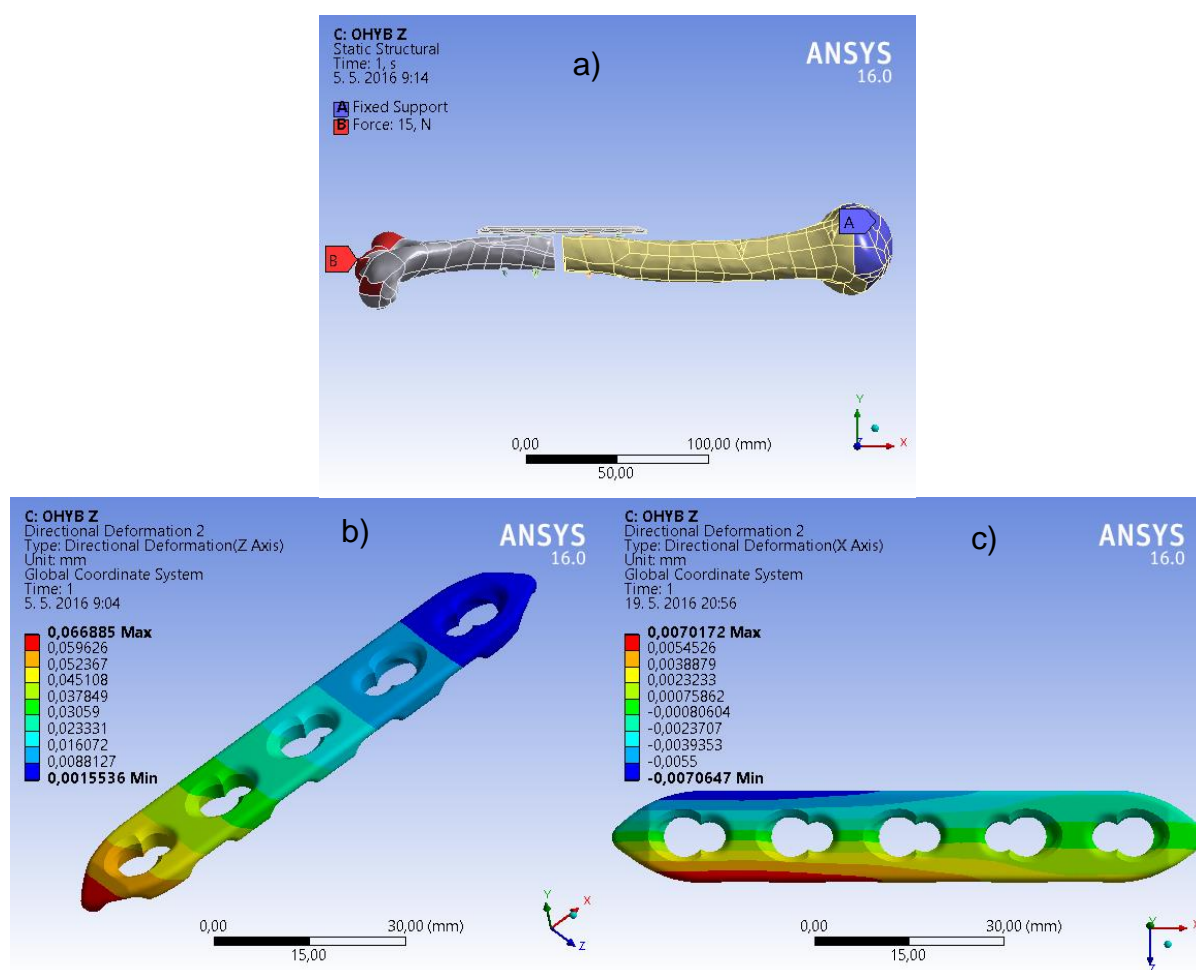 C: OHYB Z
Static Structural
Time: 1, s
5. 5. 2016 9:14
A Fixed Support
B Force: 15, N
a)
ANSYS
16.0
A
B
Y
Z
X
0,00
100,00 (mm)
50,00
C: OHYB Z
Directional Deformation 2
Type: Directional Deformation(Z Axis)
Unit: mm
Global Coordinate System
Time: 1
5. 5. 2016 9:04
b)
ANSYS
16.0
0,066885 Max
0,059626
0,052367
0,045108
0,037849
0,03059
0,023331
0,016072
0,0088127
0,0015536 Min
0,00
30,00 (mm)
15,00
Y
X
Z
C: OHYB Z
Directional Deformation 2
Type: Directional Deformation(X Axis)
Unit: mm
Global Coordinate System
Time: 1
19. 5. 2016 20:56
c)
ANSYS
16.0
0,0070172 Max
0,0054526
0,0038879
0,0023233
0,00075862
-0,00080604
-0,0023707
-0,0039353
-0,0055
-0,0070647 Min
0,00
30,00 (mm)
15,00
Y
X
Z